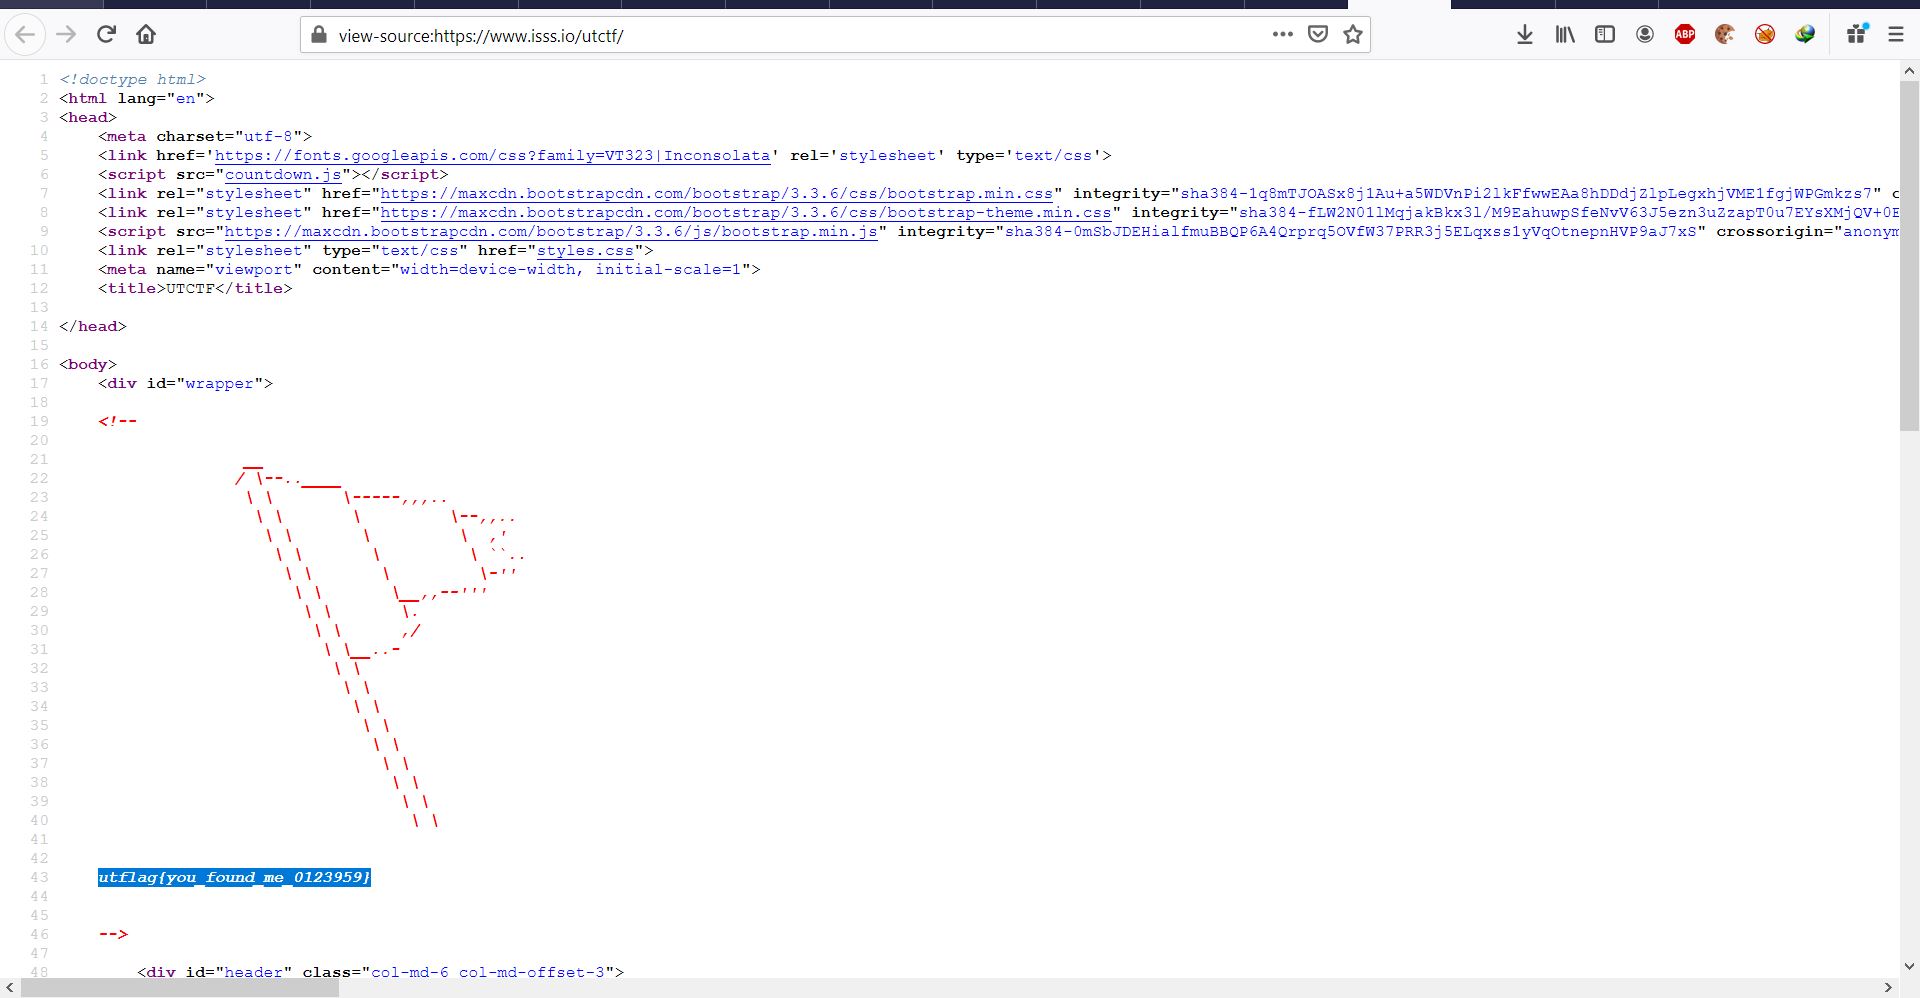 view-source:https://www.isss.io/utctf/
ABP
1 <!doctype html>
2 <html lang="en">
3 <head>
4 <meta charset="utf-8">
5 <link href='https://fonts.googleapis.com/css?family=VT323|Inconsolata' rel='stylesheet' type='text/css'>
6 <script src="countdown.js"></script>
7 <link rel="stylesheet" href="https://maxcdn.bootstrapcdn.com/bootstrap/3.3.6/css/bootstrap.min.css" integrity="sha384-1q8mTJOASx8j1Au+a5WDVnPi2lkFfwwEAa8hDDdjZlpLegxhjVME1fgjWPGmkzs7" c
8 <link rel="stylesheet" href="https://maxcdn.bootstrapcdn.com/bootstrap/3.3.6/css/bootstrap-theme.min.css" integrity="sha384-fLW2N01lMqjakBkx3l/M9EahuwpSfeNvV63J5ezn3uZzapT0u7EYsXMjQV+0E
9 <script src="https://maxcdn.bootstrapcdn.com/bootstrap/3.3.6/js/bootstrap.min.js" integrity="sha384-0mSbJDEHialfmuBBQP6A4Qrprq5OVfW37PRR3j5ELqxss1yVqOtnepnHVP9aJ7xS" crossorigin="anonym
10 <link rel="stylesheet" type="text/css" href="styles.css">
11 <meta name="viewport" content="width=device-width, initial-scale=1">
12 <title>UTCTF</title>
13
14 </head>
15
16 <body>
17 <div id="wrapper">
18
19 <!--
20
21 __
22 / \--..____
23 \ \ \-----,,,..
24 \ \ \ \--,,..
25 \ \ \ \ ,'
26 \ \ \ \ ``..
27 \ \ \ \-''
28 \ \ \__,,--'''
29 \ \ \.
30 \ \ ,/
31 \ \__..-
32 \ \
33 \ \
34 \ \
35 \ \
36 \ \
37 \ \
38 \ \
39 \ \
40 \ \
41
42
43 utflag{you_found_me_0123959}
44
45
46 -->
47
48 <div id="header" class="col-md-6 col-md-offset-3">